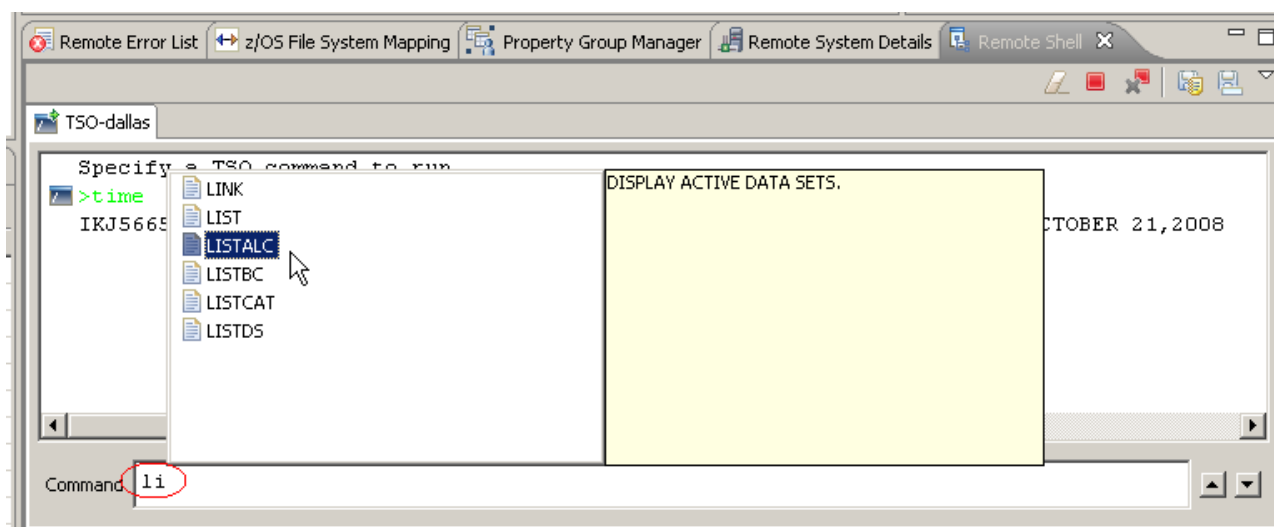 Remote Error List z/OS File System Mapping Property Group Manager Remote System Details Remote Shell
TSO-dallas
Specify a TSO command to run
>time
IKJ5665 CTOBER 21,2008
LINK
LIST
LISTALC
LISTBC
LISTCAT
LISTDS
DISPLAY ACTIVE DATA SETS.
Command li